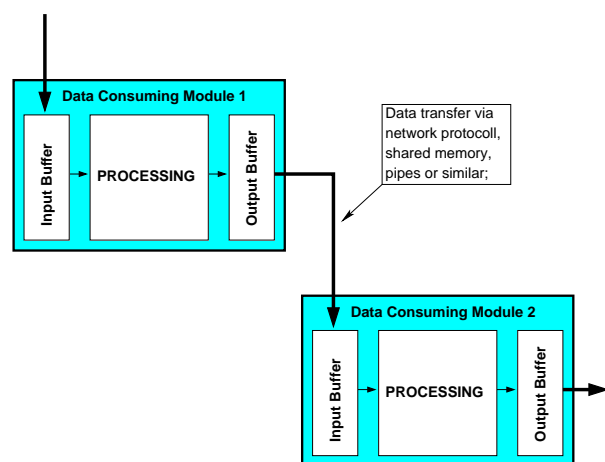 Data Consuming Module 1
Input Buffer
PROCESSING
Output Buffer
Data transfer via
network protocoll,
shared memory,
pipes or similar;
Data Consuming Module 2
Input Buffer
PROCESSING
Output Buffer